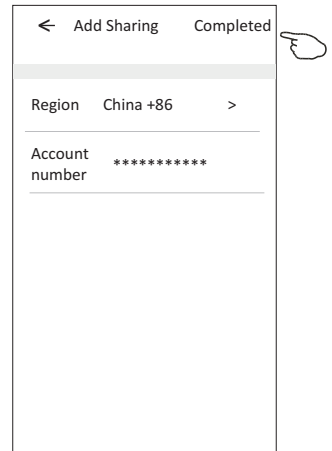 ← Add Sharing Completed
Region China +86 >
Account
number ***********